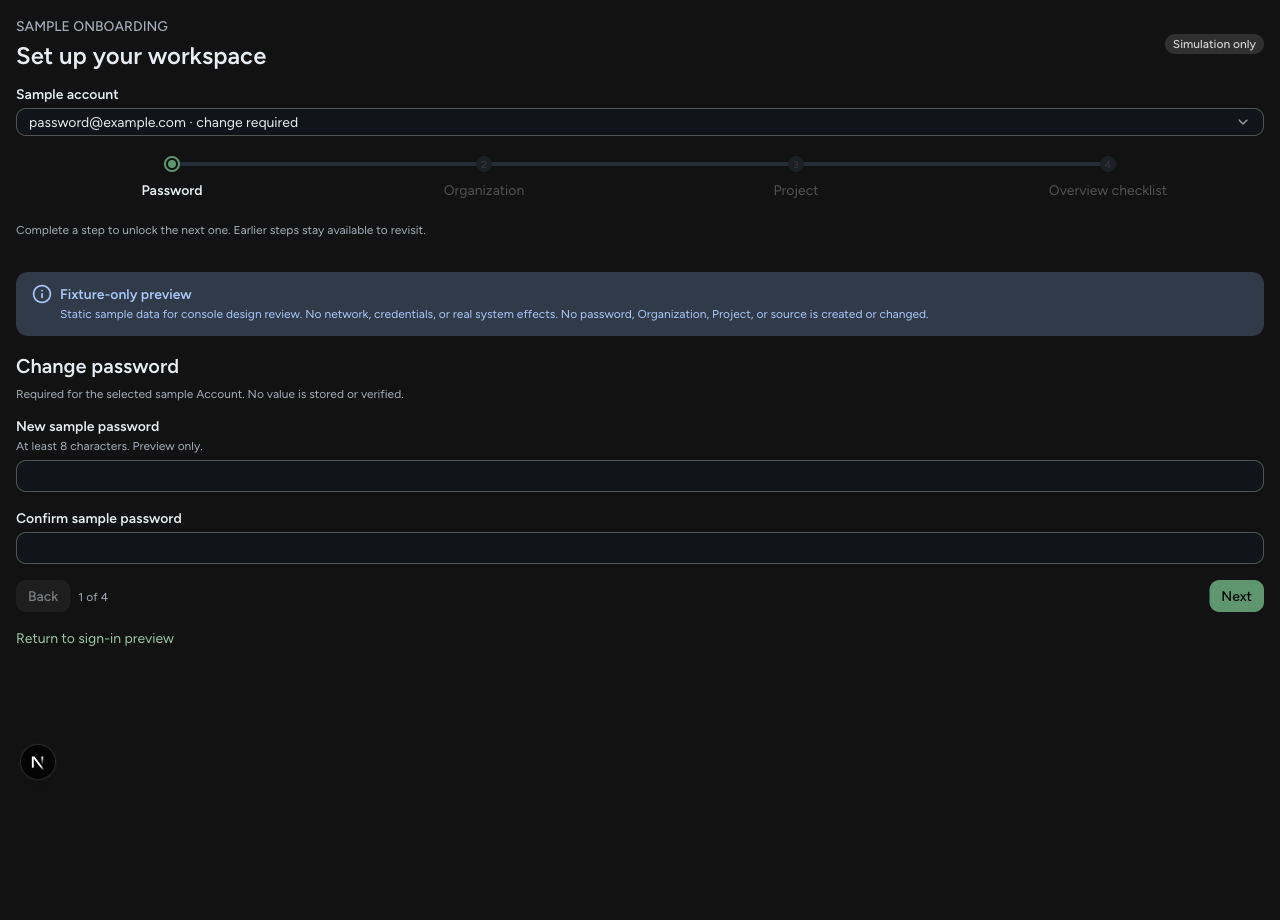 SAMPLE ONBOARDING
Set up your workspace
Simulation only
Sample account
password@example.com · change required
2
3
4
Password
Organization
Project
Overview checklist
Complete a step to unlock the next one. Earlier steps stay available to revisit.
Fixture-only preview
Static sample data for console design review. No network, credentials, or real system effects. No password, Organization, Project, or source is created or changed.
Change password
Required for the selected sample Account. No value is stored or verified.
New sample password
At least 8 characters. Preview only.
Confirm sample password
Back
1 of 4
Next
Return to sign-in preview
N